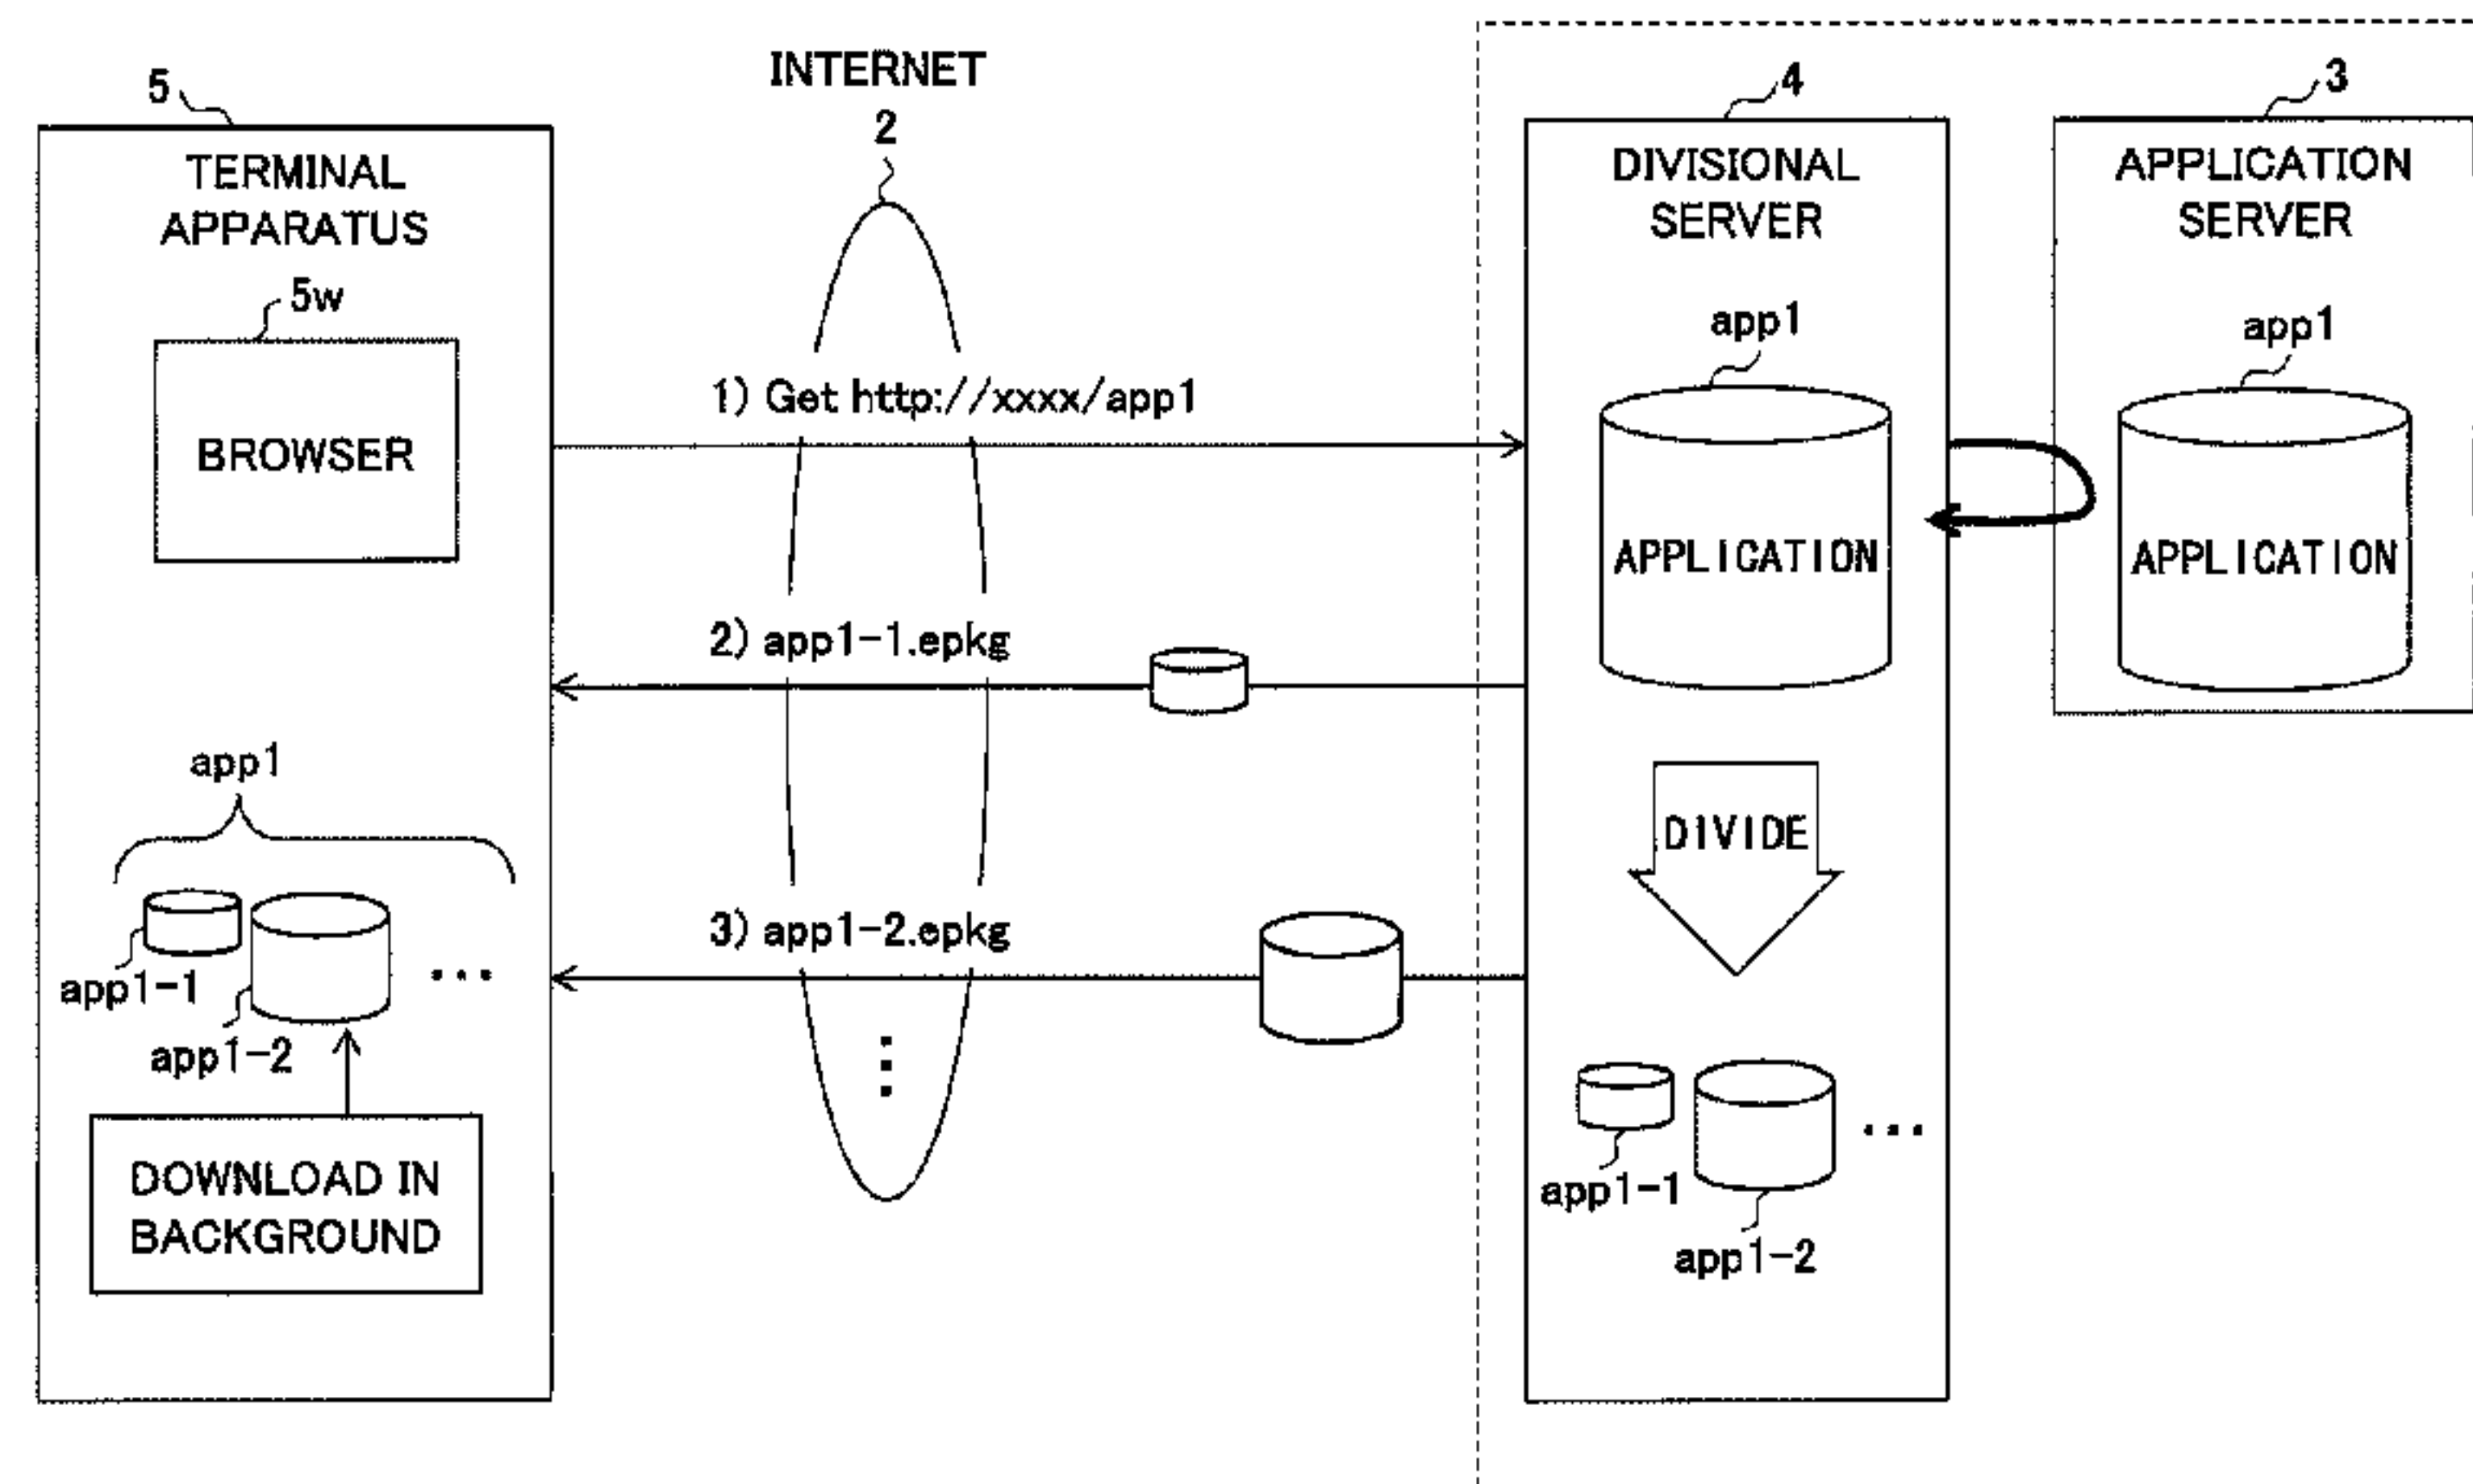 5
TERMINAL
APPARATUS
5w
BROWSER
app1
app1-1
app1-2
...
DOWNLOAD IN
BACKGROUND
INTERNET
2
1) Get http://xxxx/app1
2) app1-1.epkg
3) app1-2.epkg
4
DIVISIONAL
SERVER
app1
APPLICATION
DIVIDE
app1-1
app1-2
...
3
APPLICATION
SERVER
app1
APPLICATION